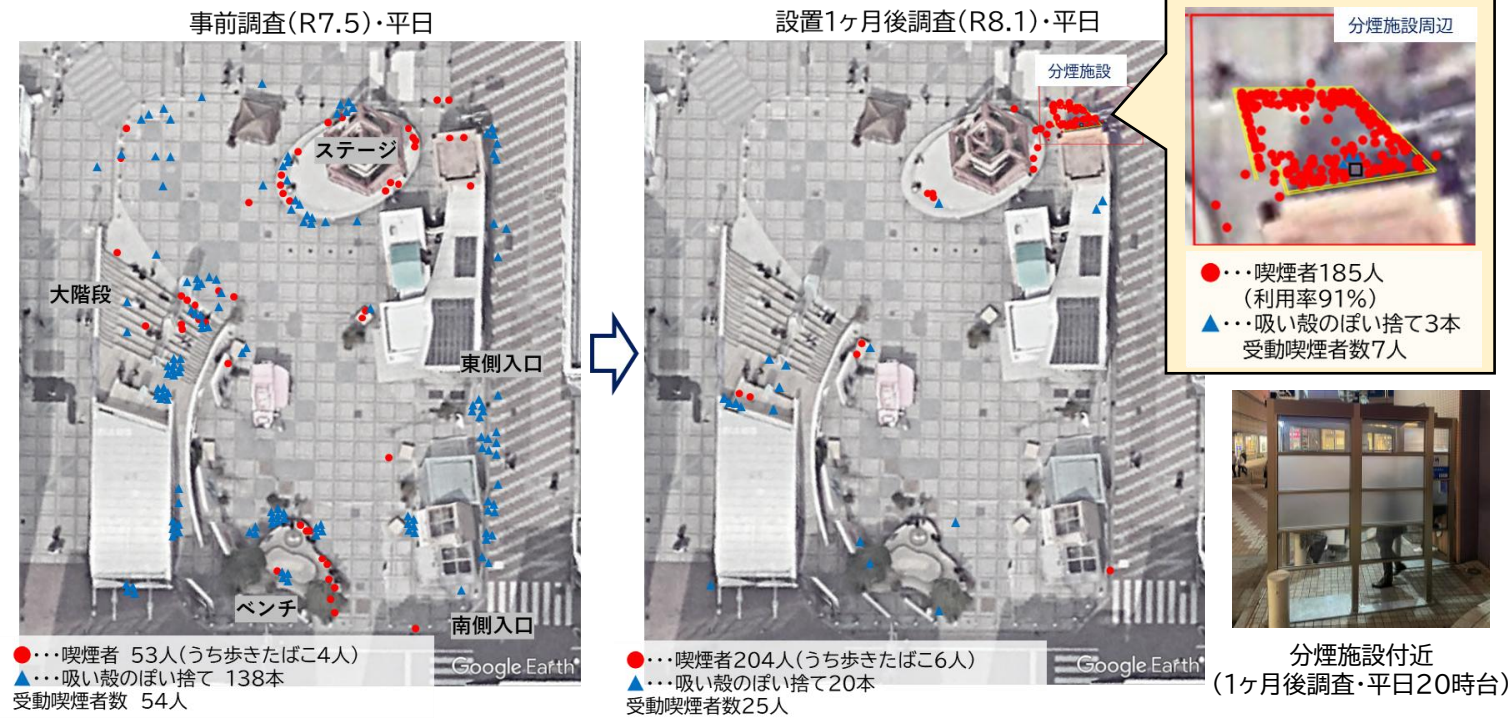 事前調査(R7.5)・平日
ステージ
大階段
東側入口
ベンチ
南側入口
Google Earth
●・・・喫煙者 53人(うち歩きたばこ4人)
▲・・・吸い殻のぽい捨て 138本
受動喫煙者数 54人
設置1ヶ月後調査(R8.1)・平日
分煙施設
Google Earth
●・・・喫煙者204人(うち歩きたばこ6人)
▲・・・吸い殻のぽい捨て20本
受動喫煙者数25人
分煙施設周辺
●・・・喫煙者185人
(利用率91%)
▲・・・吸い殻のぽい捨て3本
受動喫煙者数7人
分煙施設付近
(1ヶ月後調査・平日20時台)